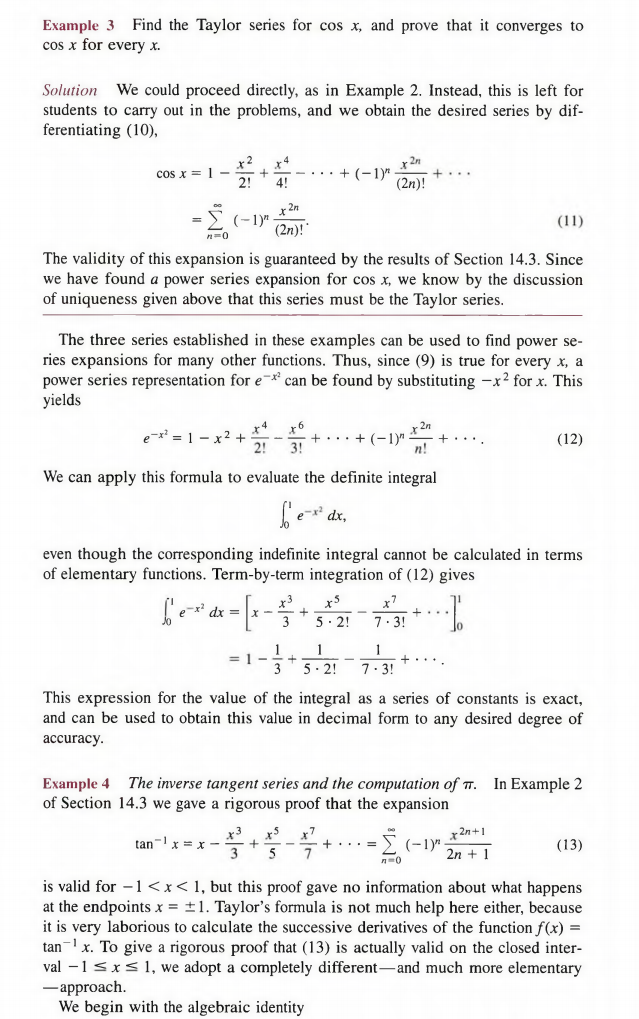 Example 3 Find the Taylor series for cos x, and prove that it converges to
cos x for every x.
Solution We could proceed directly, as in Example 2. Instead, this is left for
students to carry out in the problems, and we obtain the desired series by dif-
ferentiating (10),
cos x = 1 − x²/2! + x⁴/4! − · · · + (−1)ⁿ x²ⁿ/(2n)! + · · ·
= ∑_{n=0}^{∞} (−1)ⁿ x²ⁿ/(2n)!. (11)
The validity of this expansion is guaranteed by the results of Section 14.3. Since
we have found a power series expansion for cos x, we know by the discussion
of uniqueness given above that this series must be the Taylor series.
The three series established in these examples can be used to find power se-
ries expansions for many other functions. Thus, since (9) is true for every x, a
power series representation for e^{−x²} can be found by substituting −x² for x. This
yields
e^{−x²} = 1 − x² + x⁴/2! − x⁶/3! + · · · + (−1)ⁿ x²ⁿ/n! + · · · . (12)
We can apply this formula to evaluate the definite integral
∫₀¹ e^{−x²} dx,
even though the corresponding indefinite integral cannot be calculated in terms
of elementary functions. Term-by-term integration of (12) gives
∫₀¹ e^{−x²} dx = [x − x³/3 + x⁵/(5 · 2!) − x⁷/(7 · 3!) + · · ·]₀¹
= 1 − 1/3 + 1/(5 · 2!) − 1/(7 · 3!) + · · · .
This expression for the value of the integral as a series of constants is exact,
and can be used to obtain this value in decimal form to any desired degree of
accuracy.
Example 4 The inverse tangent series and the computation of π. In Example 2
of Section 14.3 we gave a rigorous proof that the expansion
tan⁻¹ x = x − x³/3 + x⁵/5 − x⁷/7 + · · · = ∑_{n=0}^{∞} (−1)ⁿ x²ⁿ⁺¹/(2n + 1) (13)
is valid for −1 < x < 1, but this proof gave no information about what happens
at the endpoints x = ±1. Taylor's formula is not much help here either, because
it is very laborious to calculate the successive derivatives of the function f(x) =
tan⁻¹ x. To give a rigorous proof that (13) is actually valid on the closed inter-
val −1 ≤ x ≤ 1, we adopt a completely different—and much more elementary
—approach.
We begin with the algebraic identity